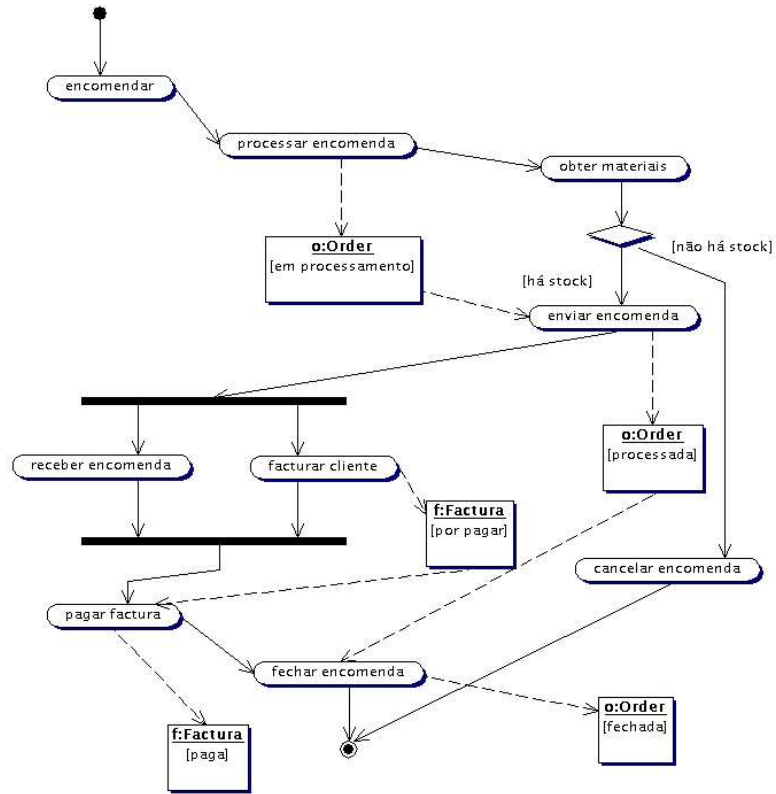 encomendar
processar encomenda
obter materiais
o:Order
[em processamento]
[não há stock]
[há stock]
enviar encomenda
o:Order
[processada]
receber encomenda
facturar cliente
f:Factura
[por pagar]
cancelar encomenda
pagar factura
fechar encomenda
o:Order
[fechada]
f:Factura
[paga]